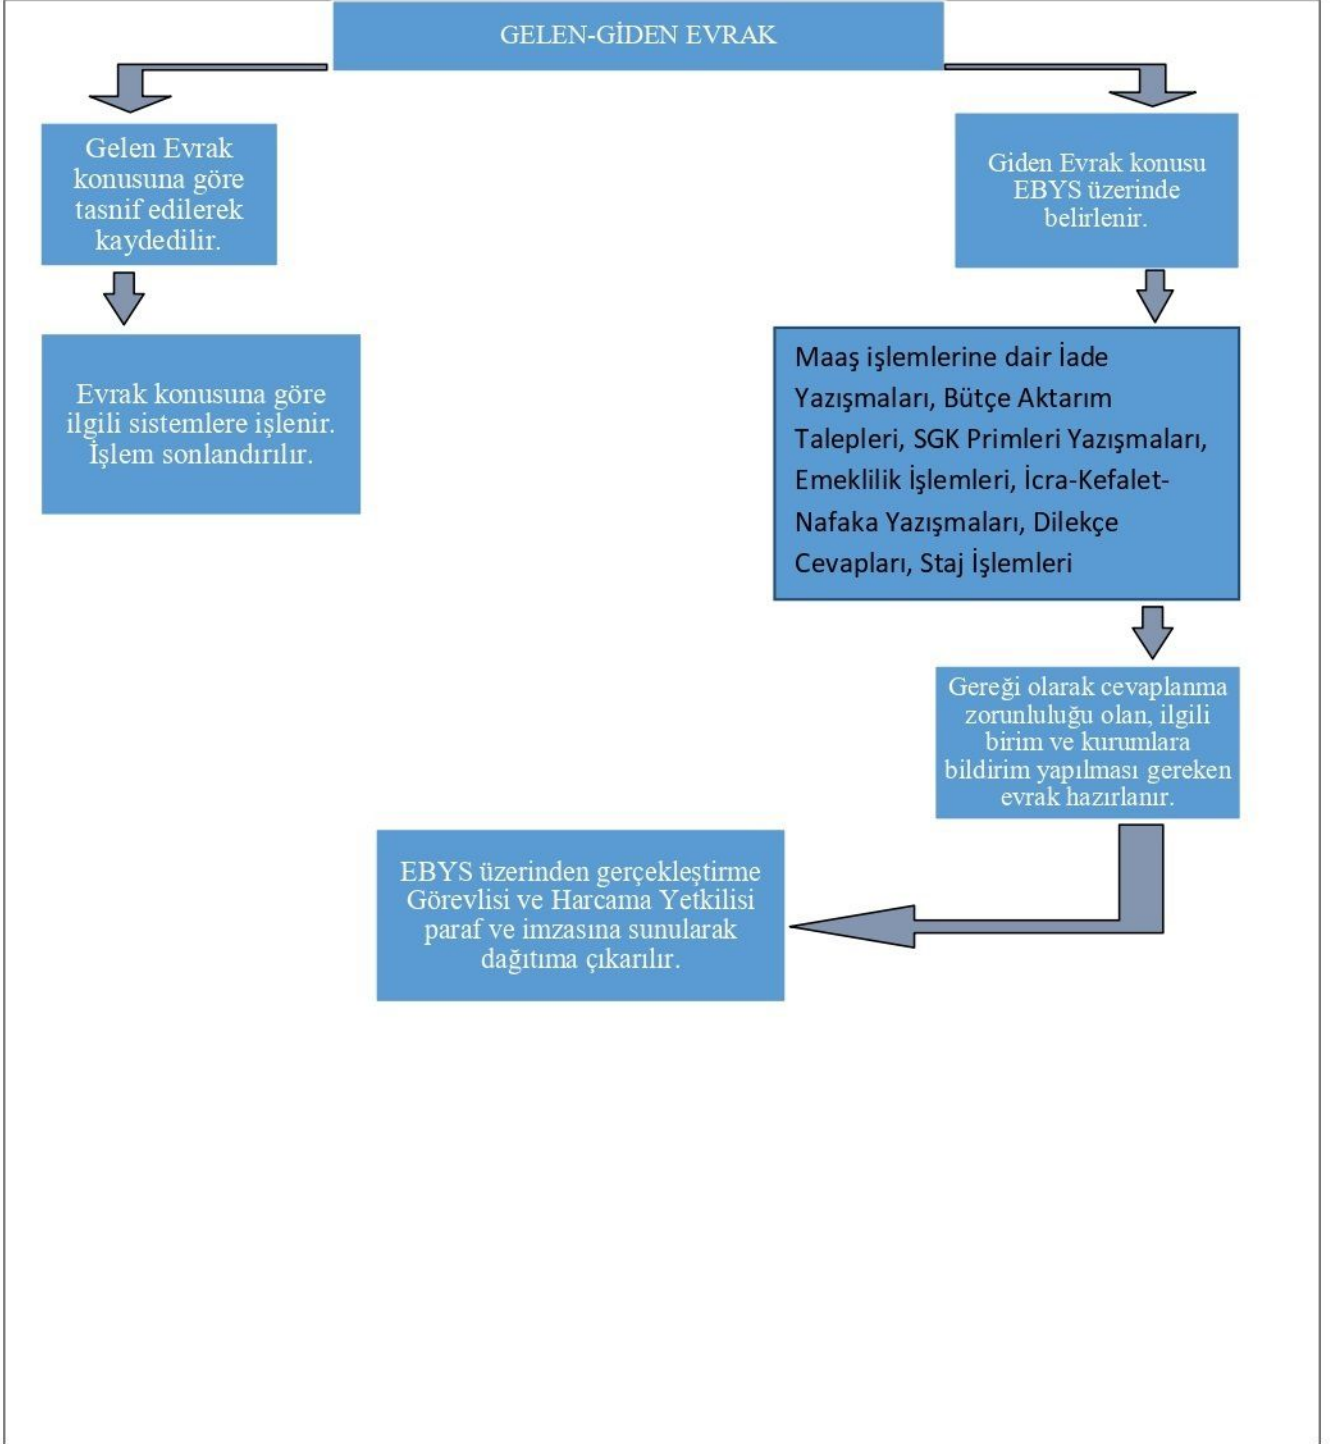 GELEN-GİDEN EVRAK
Gelen Evrak
konusuna göre
tasnif edilerek
kaydedilir.
Evrak konusuna göre
ilgili sistemlere işlenir.
İşlem sonlandırılır.
Giden Evrak konusu
EBYS üzerinde
belirlenir.
Maaş işlemlerine dair İade
Yazışmaları, Bütçe Aktarım
Talepleri, SGK Primleri Yazışmaları,
Emeklilik İşlemleri, İcra-Kefalet-
Nafaka Yazışmaları, Dilekçe
Cevapları, Staj İşlemleri
Gereği olarak cevaplanma
zorunluluğu olan, ilgili
birim ve kurumlara
bildirim yapılması gereken
evrak hazırlanır.
EBYS üzerinden gerçekleştirme
Görevlisi ve Harcama Yetkilisi
paraf ve imzasına sunularak
dağıtıma çıkarılır.